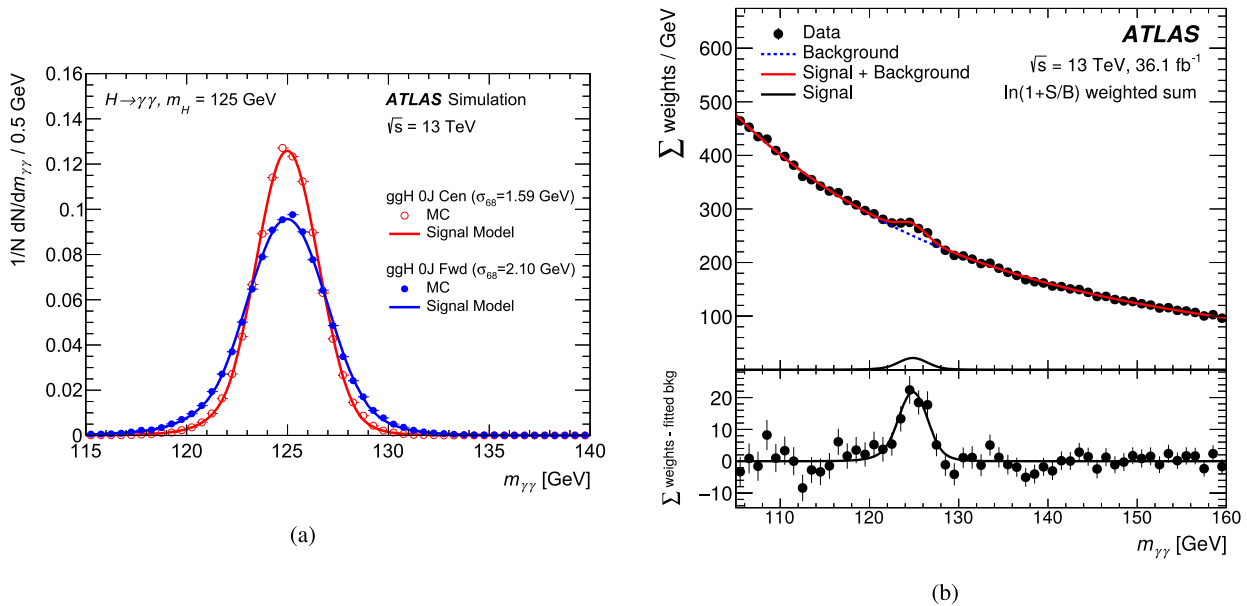 H→γγ, m_H = 125 GeV
ATLAS Simulation
√s = 13 TeV
ggH 0J Cen (σ68=1.59 GeV)
MC
Signal Model
ggH 0J Fwd (σ68=2.10 GeV)
MC
Signal Model
1/N dN/dmγγ / 0.5 GeV
0.16
0.14
0.12
0.1
0.08
0.06
0.04
0.02
0
115 120 125 130 135 140
mγγ [GeV]
(a)
Data
Background
Signal + Background
Signal
ATLAS
√s = 13 TeV, 36.1 fb⁻¹
ln(1+S/B) weighted sum
∑ weights / GeV
600
500
400
300
200
100
∑ weights - fitted bkg
20
10
0
−10
110 120 130 140 150 160
mγγ [GeV]
(b)